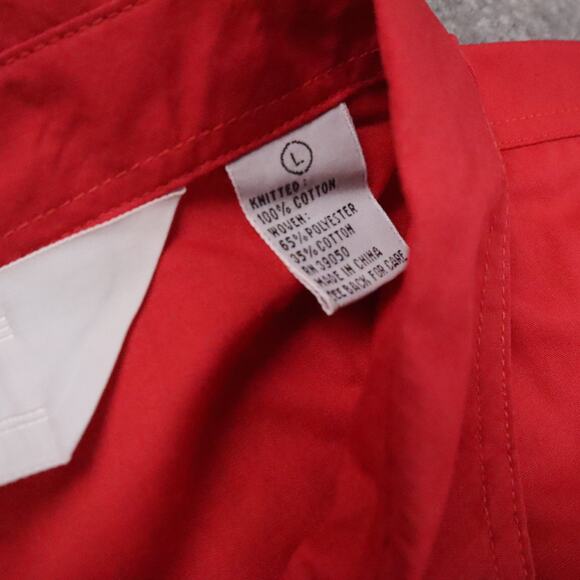 L
KNITTED:
100% COTTON
WOVEN:
65% POLYESTER
35% COTTON
RN 39050
MADE IN CHINA
SEE BACK FOR CARE